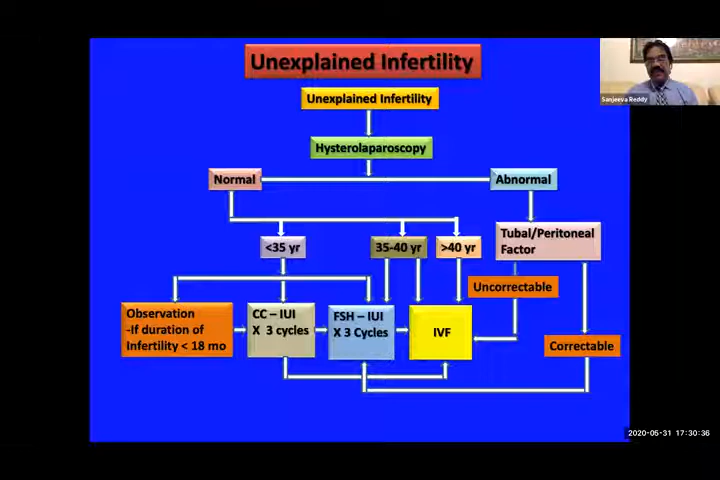 Unexplained Infertility
Unexplained Infertility
Hysterolaparoscopy
Normal
Abnormal
<35 yr
35-40 yr
>40 yr
Tubal/Peritoneal
Factor
Uncorrectable
Observation
-If duration of
Infertility < 18 mo
CC – IUI
X 3 cycles
FSH – IUI
X 3 Cycles
IVF
Correctable
Sanjeeva Reddy
2020-05-31 17:30:36